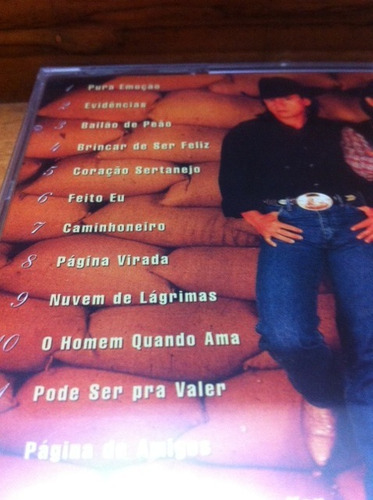 1 Pura Emoção
2 Evidências
3 Bailão de Peão
4 Brincar de Ser Feliz
5 Coração Sertanejo
6 Feito Eu
7 Caminhoneiro
8 Página Virada
9 Nuvem de Lágrimas
10 O Homem Quando Ama
Pode Ser pra Valer
Página de Amigos